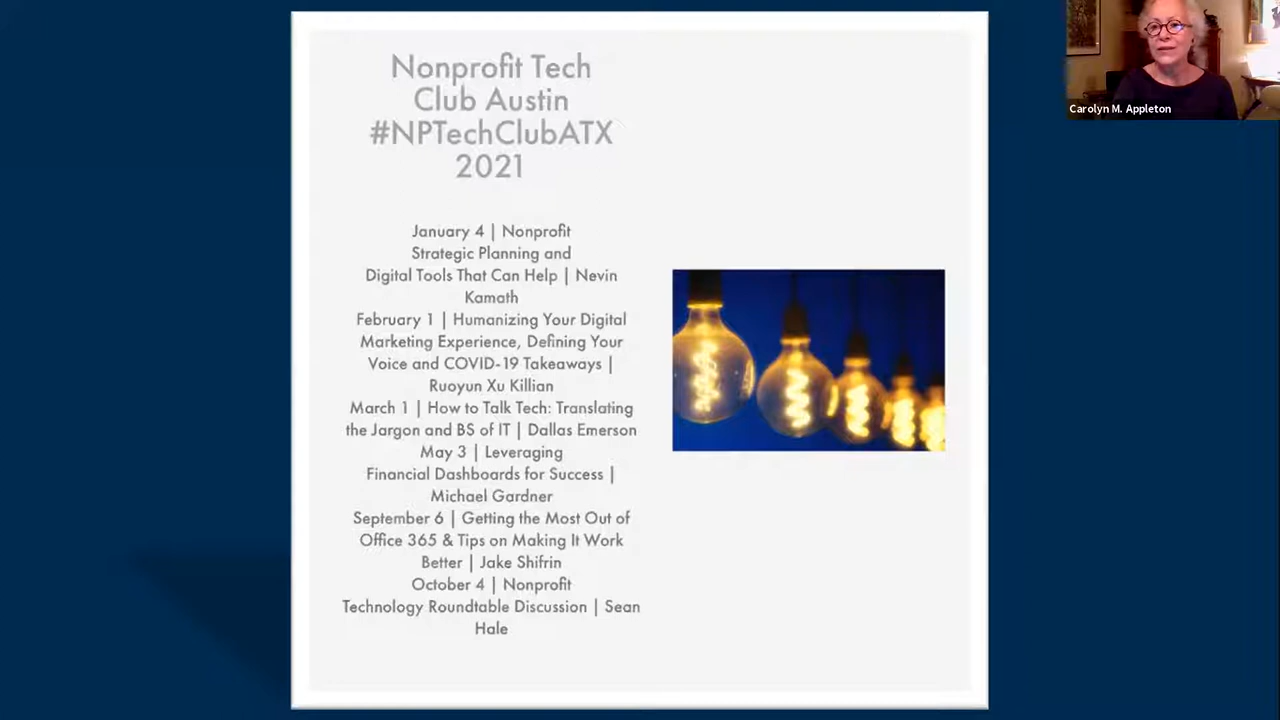 Nonprofit Tech
Club Austin
#NPTechClubATX
2021
January 4 | Nonprofit
Strategic Planning and
Digital Tools That Can Help | Nevin
Kamath
February 1 | Humanizing Your Digital
Marketing Experience, Defining Your
Voice and COVID-19 Takeaways |
Ruoyun Xu Killian
March 1 | How to Talk Tech: Translating
the Jargon and BS of IT | Dallas Emerson
May 3 | Leveraging
Financial Dashboards for Success |
Michael Gardner
September 6 | Getting the Most Out of
Office 365 & Tips on Making It Work
Better | Jake Shifrin
October 4 | Nonprofit
Technology Roundtable Discussion | Sean
Hale
Carolyn M. Appleton